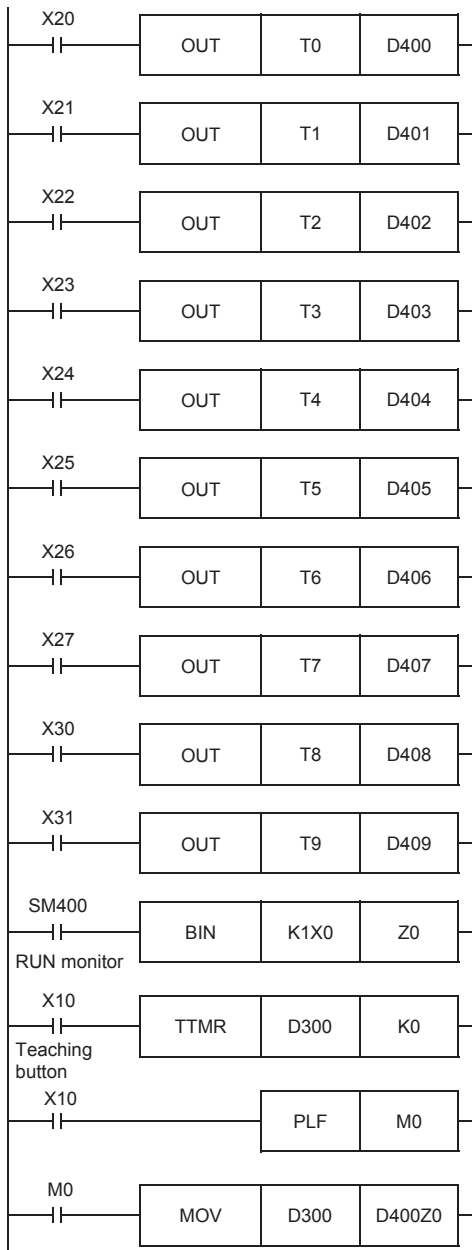 X20
OUT T0 D400
X21
OUT T1 D401
X22
OUT T2 D402
X23
OUT T3 D403
X24
OUT T4 D404
X25
OUT T5 D405
X26
OUT T6 D406
X27
OUT T7 D407
X30
OUT T8 D408
X31
OUT T9 D409
SM400
BIN K1X0 Z0
RUN monitor
X10
TTMR D300 K0
Teaching
button
X10
PLF M0
M0
MOV D300 D400Z0